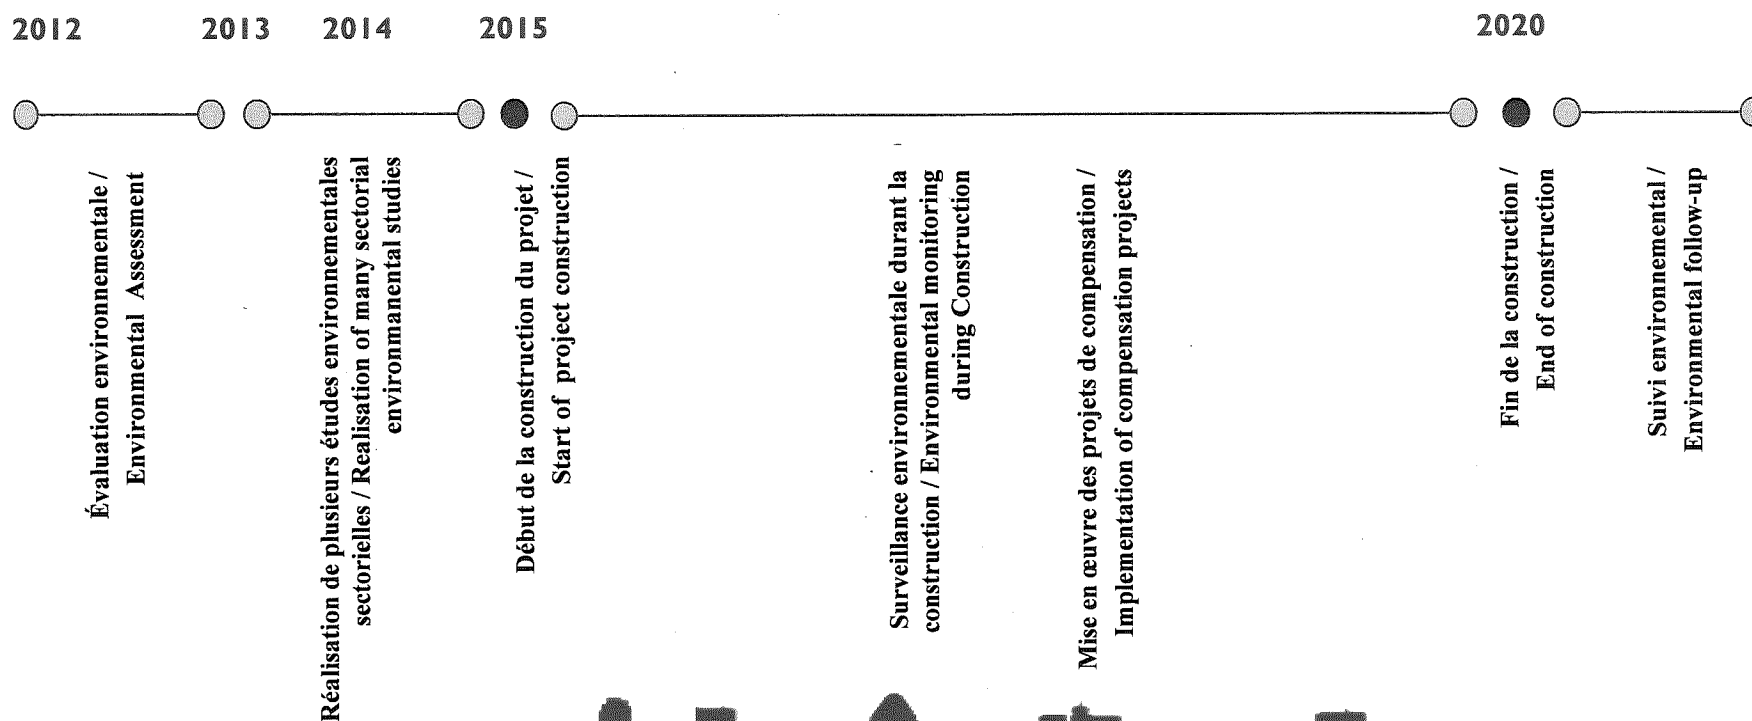 2012 2013 2014 2015 2020
Évaluation environnementale /
Environmental Assessment
Réalisation de plusieurs études environnementales
sectorielles / Realisation of many sectorial
environmanental studies
Début de la construction du projet /
Start of project construction
Surveillance environnementale durant la
construction / Environmental monitoring
during Construction
Mise en œuvre des projets de compensation /
Implementation of compensation projects
Fin de la construction /
End of construction
Suivi environnemental /
Environmental follow-up